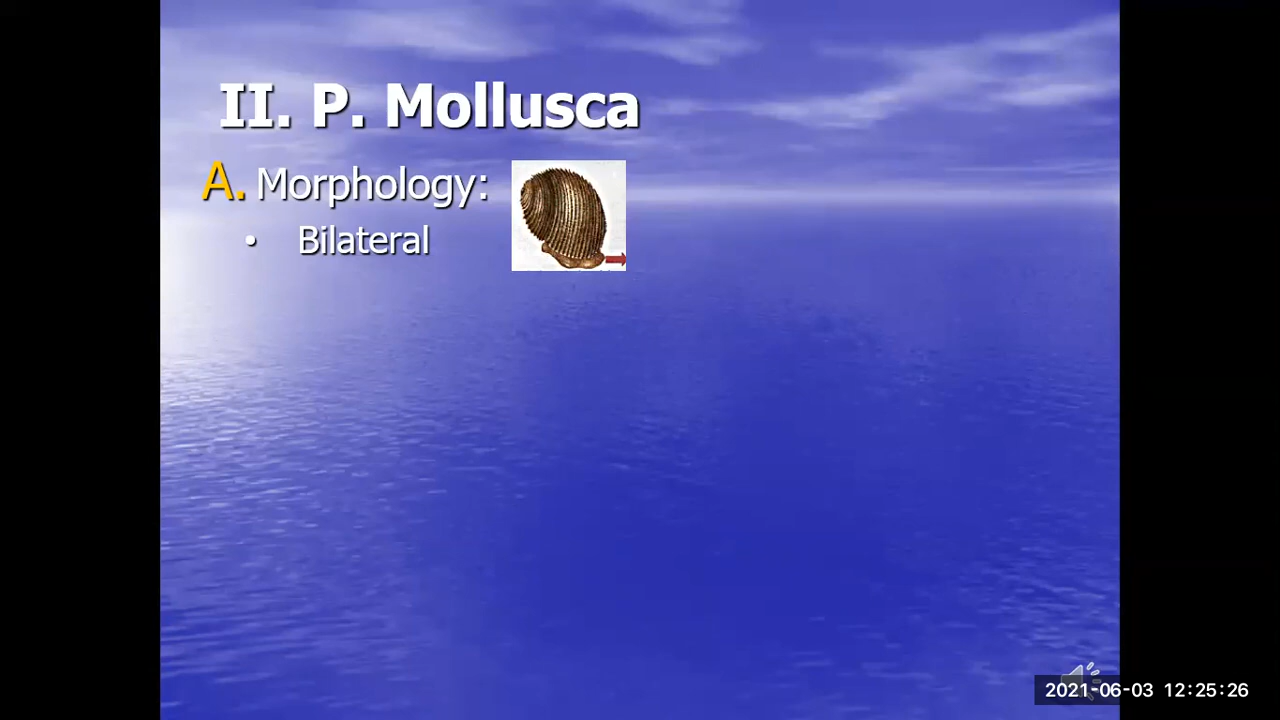 II. P. Mollusca
A. Morphology:
• Bilateral
2021-06-03 12:25:26